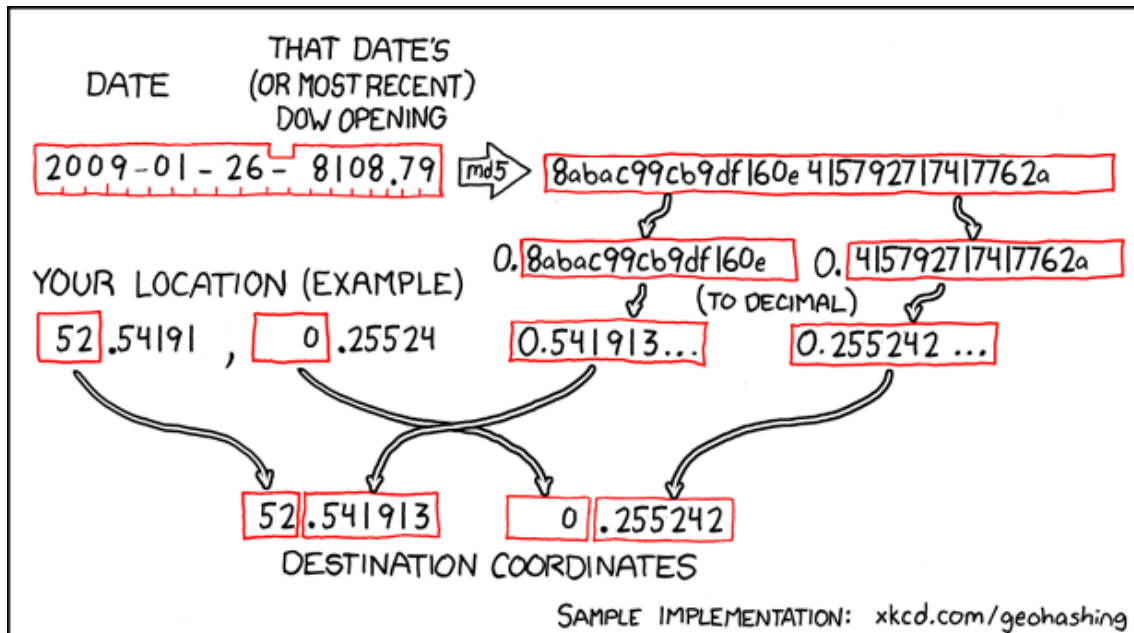 THAT DATE'S
DATE (OR MOST RECENT)
DOW OPENING
2009-01-26- 8108.79 md5 8abac99cb9df160e 415792717417762a
0. 8abac99cb9df160e 0. 415792717417762a
YOUR LOCATION (EXAMPLE) (TO DECIMAL)
52 .54191 , 0 .25524 0.541913... 0.255242 ...
52 .541913 0 .255242
DESTINATION COORDINATES
SAMPLE IMPLEMENTATION: xkcd.com/geohashing